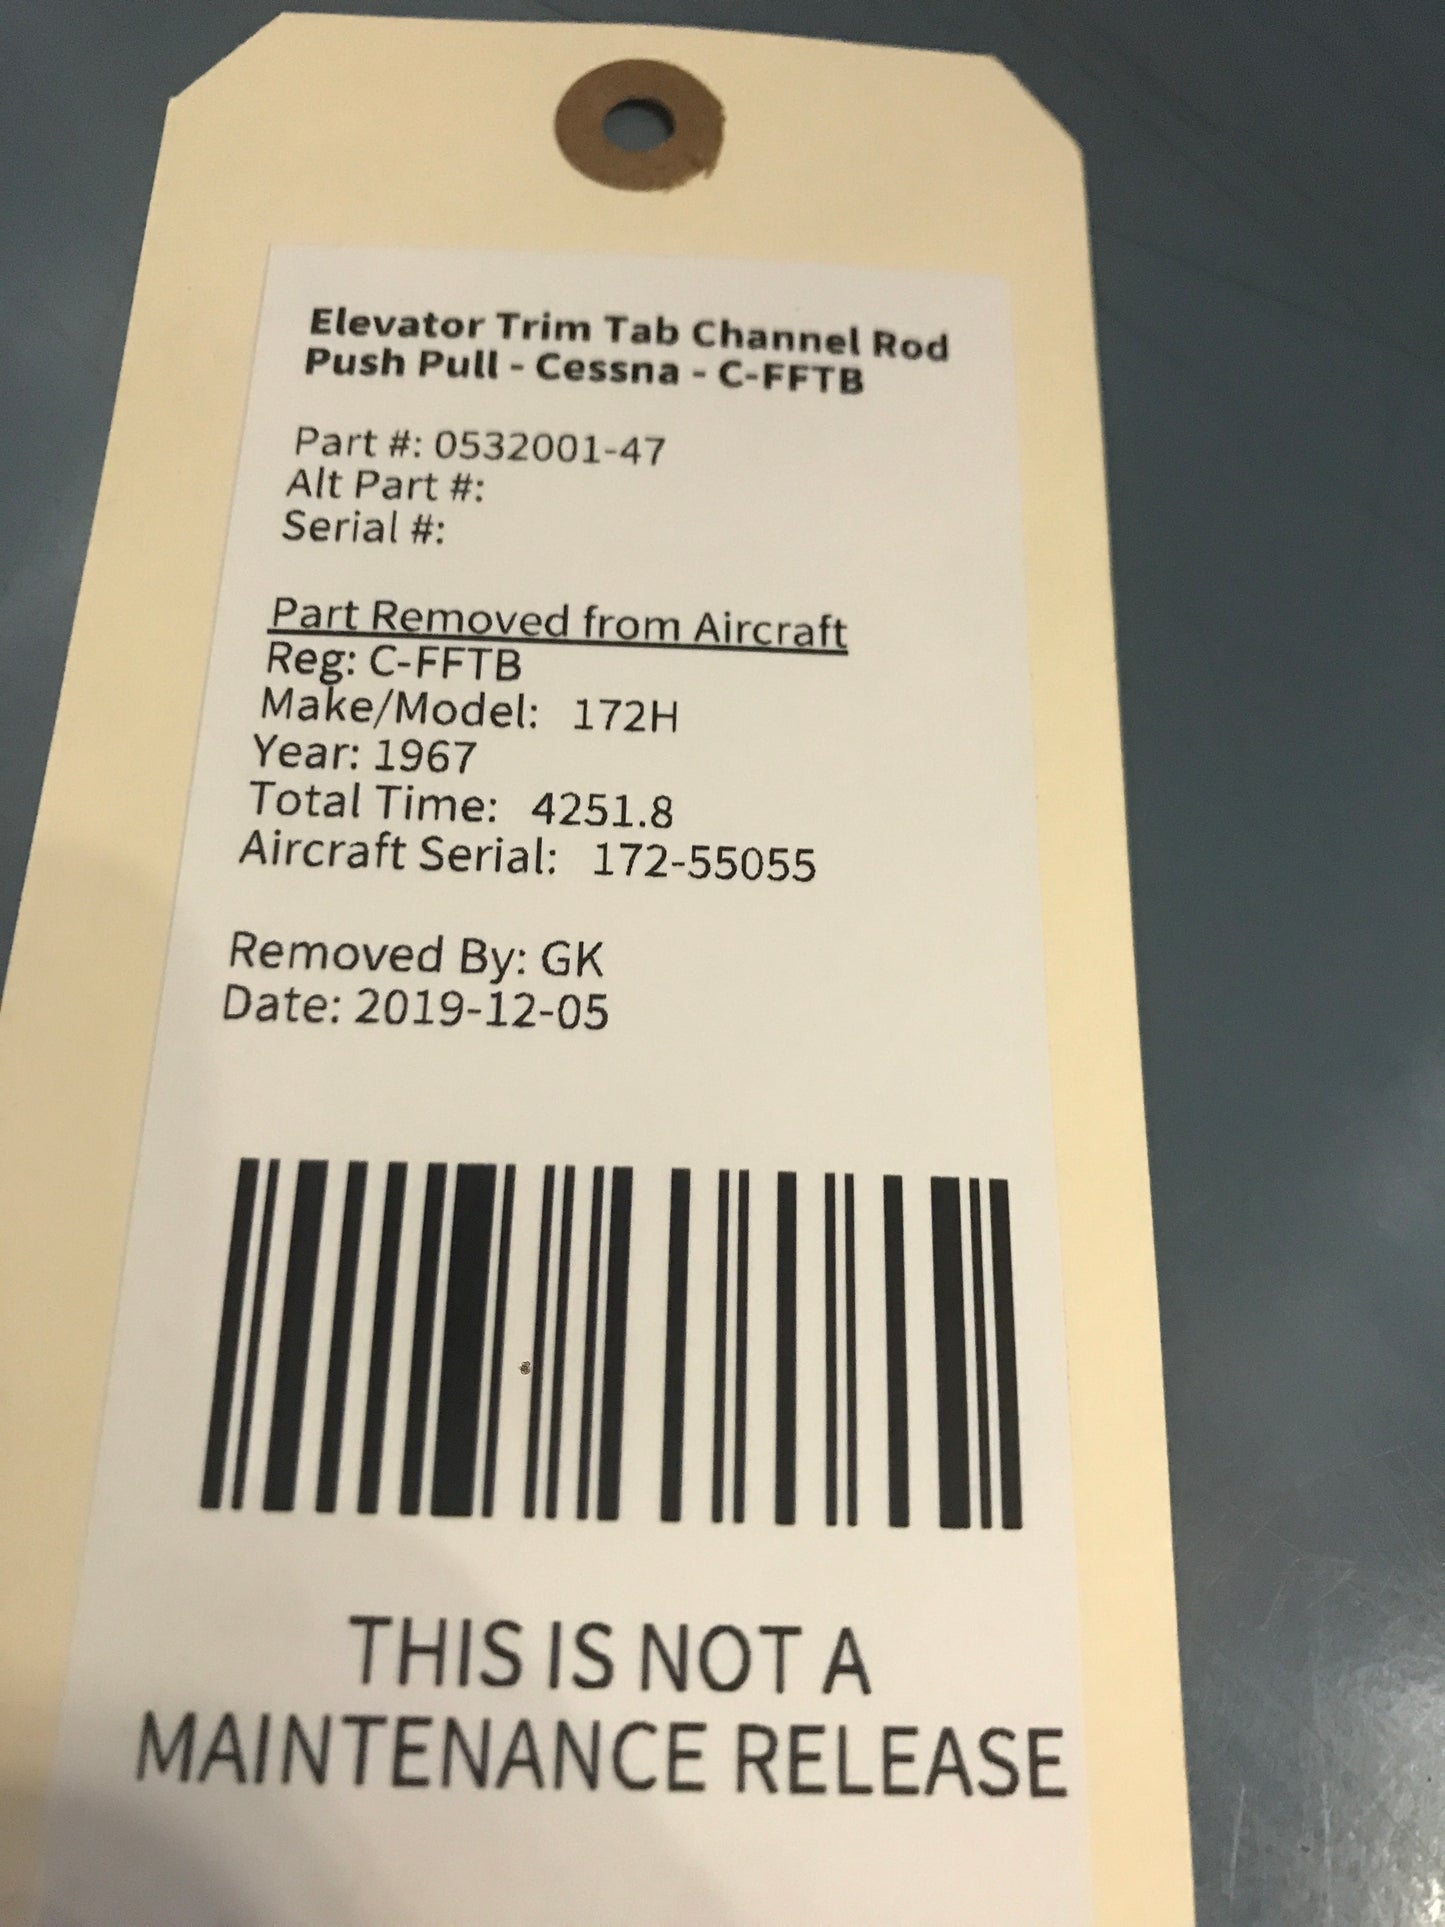 Elevator Trim Tab Channel Rod
Push Pull - Cessna - C-FFTB
Part #: 0532001-47
Alt Part #:
Serial #:
Part Removed from Aircraft
Reg: C-FFTB
Make/Model: 172H
Year: 1967
Total Time: 4251.8
Aircraft Serial: 172-55055
Removed By: GK
Date: 2019-12-05
THIS IS NOT A
MAINTENANCE RELEASE